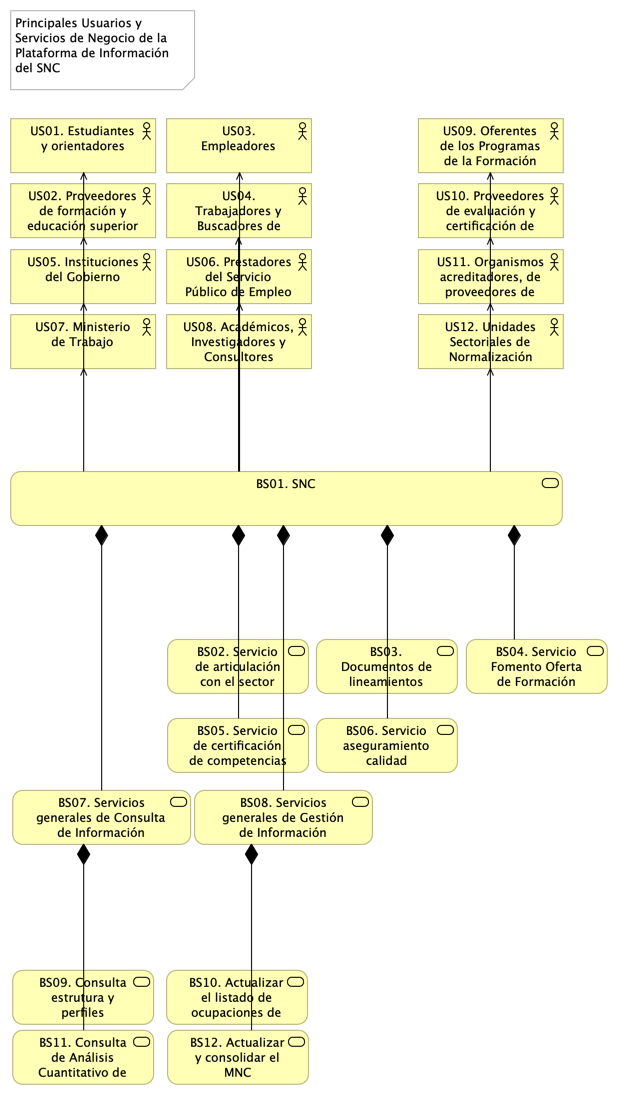 Principales Usuarios y
Servicios de Negocio de la
Plataforma de Información
del SNC
US01. Estudiantes
y orientadores
US03.
Empleadores
US09. Oferentes
de los Programas
de la Formación
US02. Proveedores
de formación y
educación superior
US04.
Trabajadores y
Buscadores de
US10. Proveedores
de evaluación y
certificación de
US05. Instituciones
del Gobierno
US06. Prestadores
del Servicio
Público de Empleo
US11. Organismos
acreditadores, de
proveedores de
US07. Ministerio
de Trabajo
US08. Académicos,
Investigadores y
Consultores
US12. Unidades
Sectoriales de
Normalización
BS01. SNC
BS02. Servicio
de articulación
con el sector
BS03.
Documentos de
lineamientos
BS04. Servicio
Fomento Oferta
de Formación
BS05. Servicio
de certificación
de competencias
BS06. Servicio
aseguramiento
calidad
BS07. Servicios
generales de Consulta
de Información
BS08. Servicios
generales de Gestión
de Información
BS09. Consulta
estrutura y
perfiles
BS10. Actualizar
el listado de
ocupaciones de
BS11. Consulta
de Análisis
Cuantitativo de
BS12. Actualizar
y consolidar el
MNC